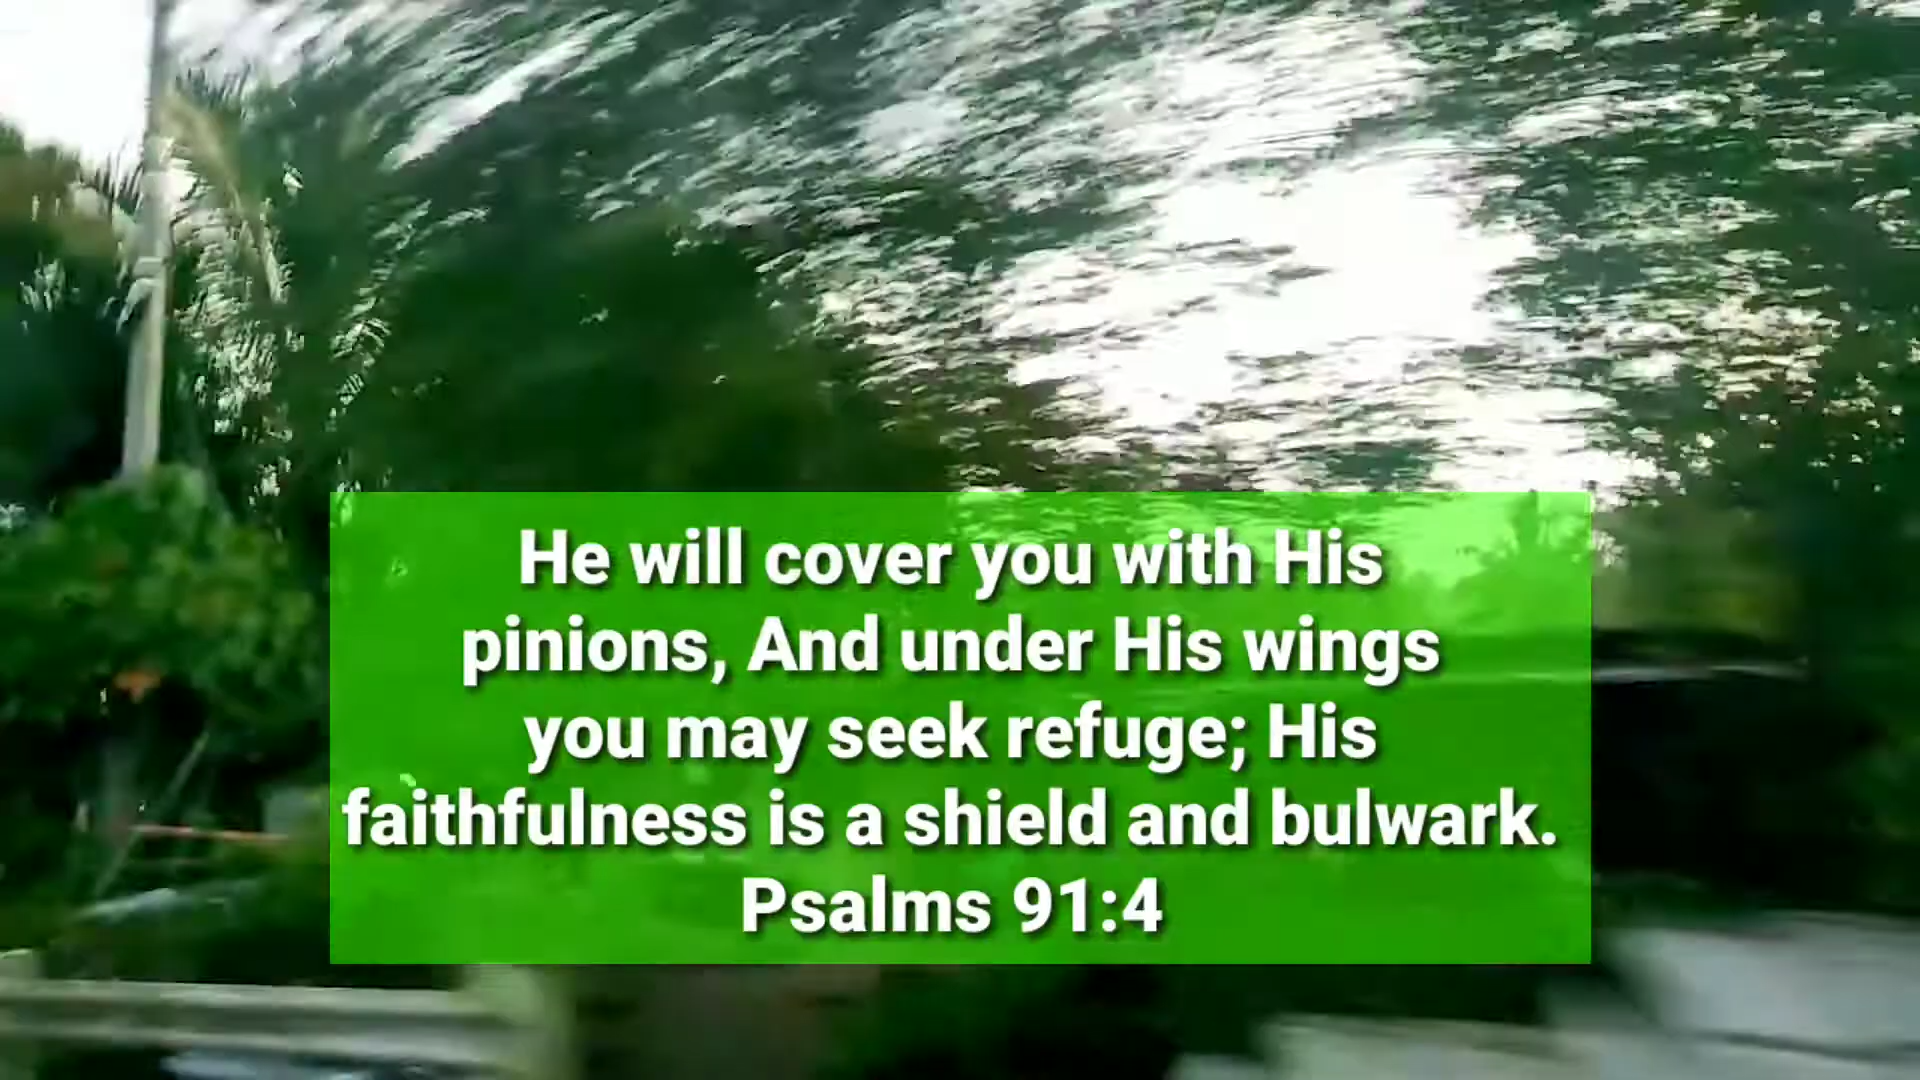 He will cover you with His
pinions, And under His wings
you may seek refuge; His
faithfulness is a shield and bulwark.
Psalms 91:4